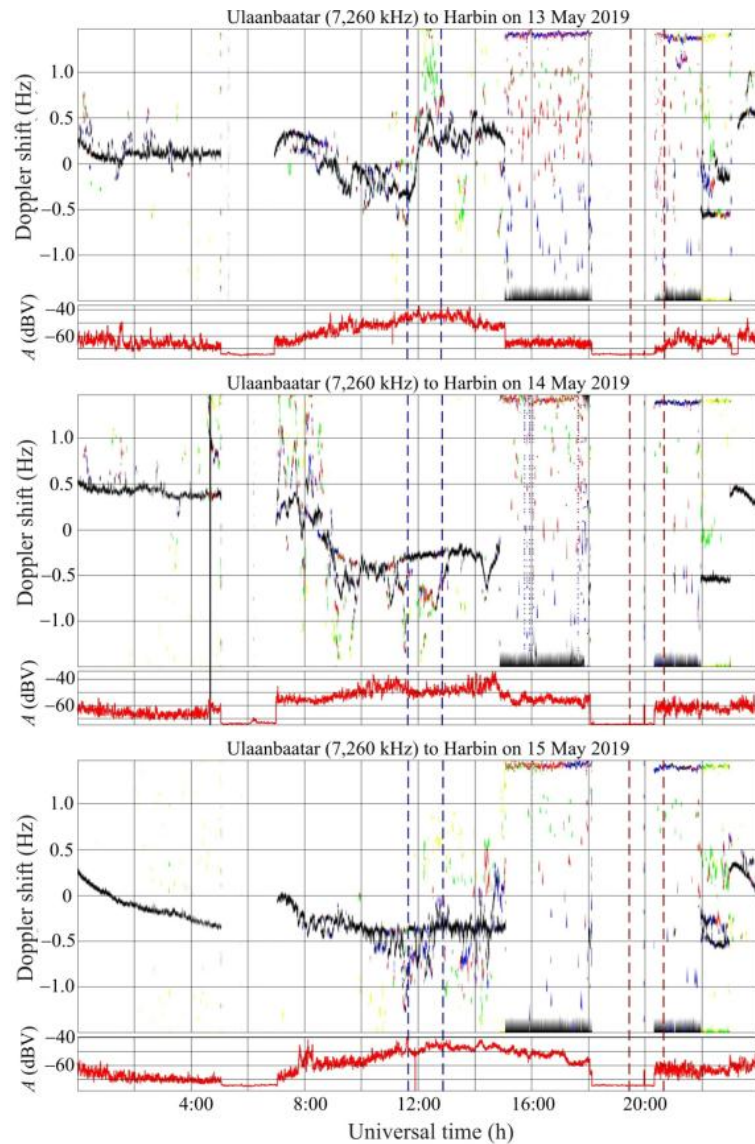 Ulaanbaatar (7,260 kHz) to Harbin on 13 May 2019
Doppler shift (Hz)
1.0
0.5
0
−0.5
−1.0
A (dBV)
−40
−60
Ulaanbaatar (7,260 kHz) to Harbin on 14 May 2019
Doppler shift (Hz)
1.0
0.5
0
−0.5
−1.0
A (dBV)
−40
−60
Ulaanbaatar (7,260 kHz) to Harbin on 15 May 2019
Doppler shift (Hz)
1.0
0.5
0
−0.5
−1.0
A (dBV)
−40
−60
4:00 8:00 12:00 16:00 20:00
Universal time (h)